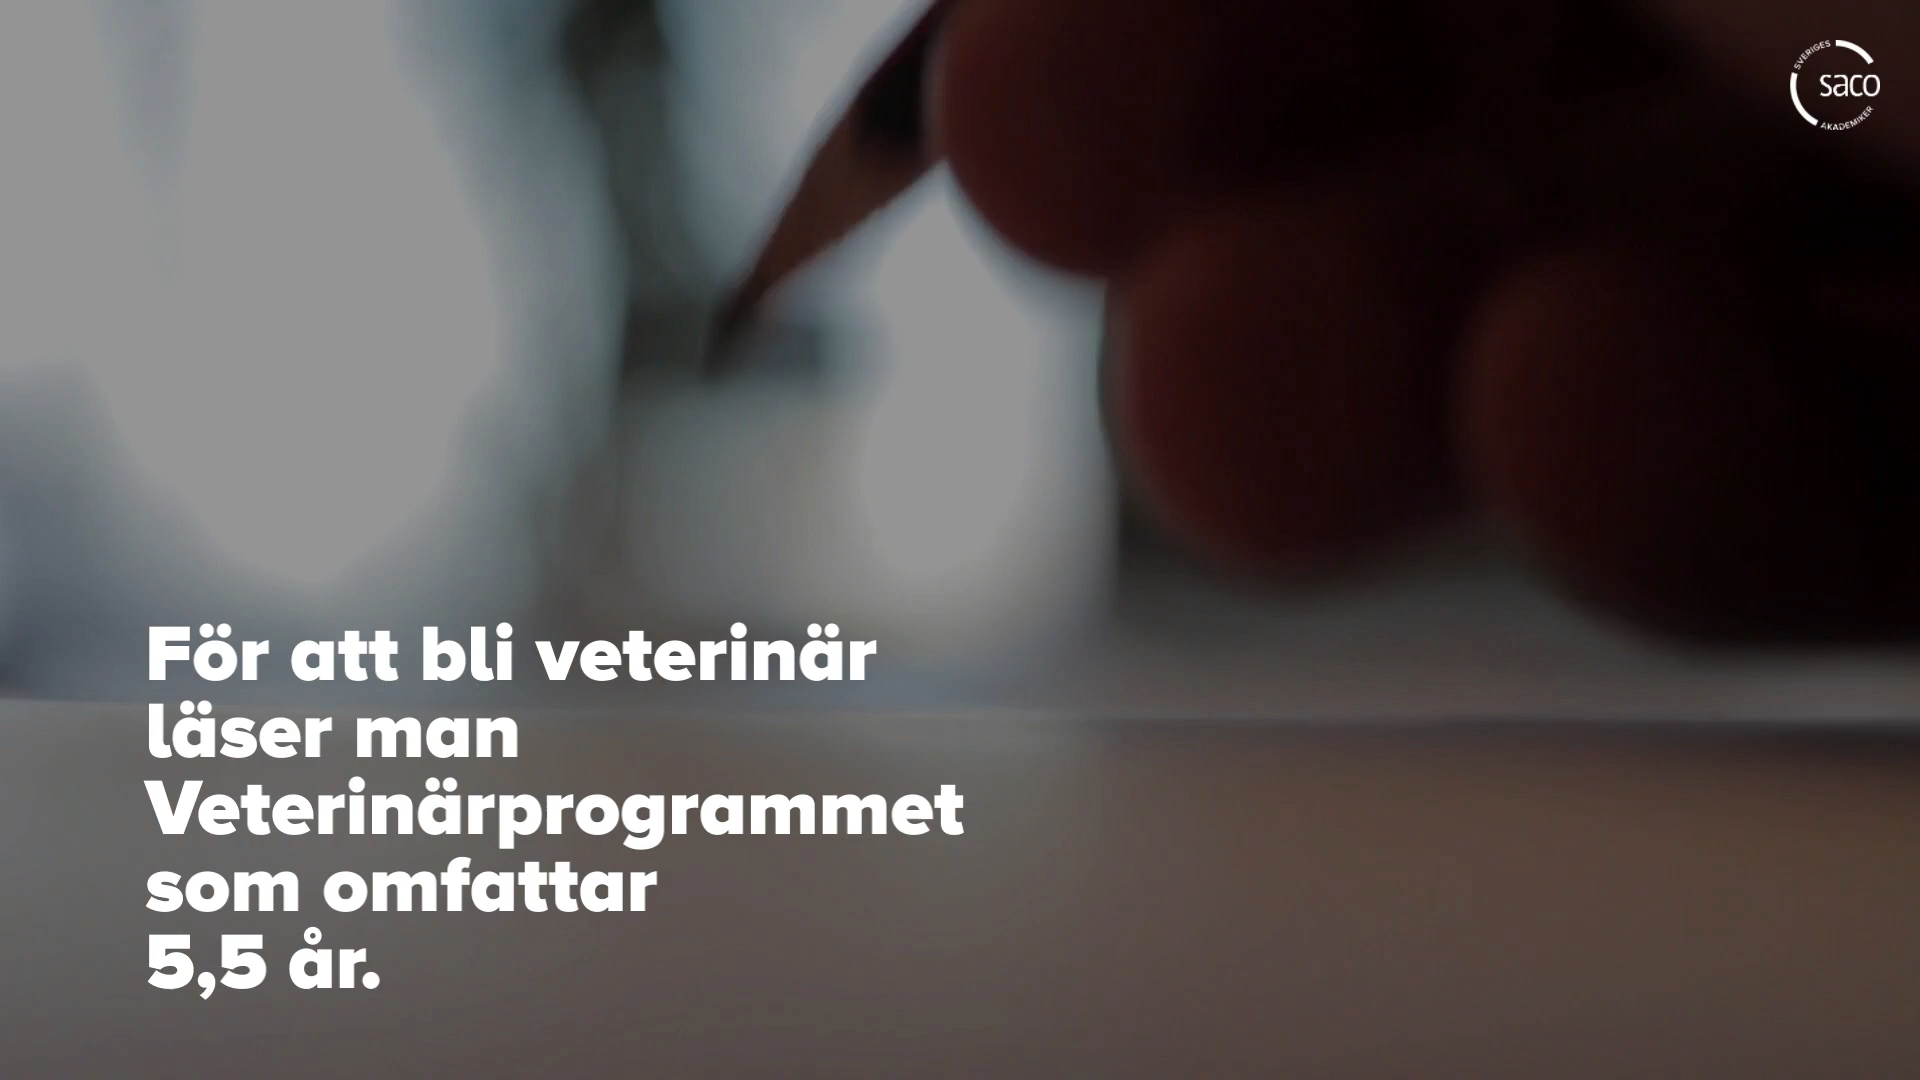 SVERIGES
saco
AKADEMIKER
För att bli veterinär
läser man
Veterinärprogrammet
som omfattar
5,5 år.